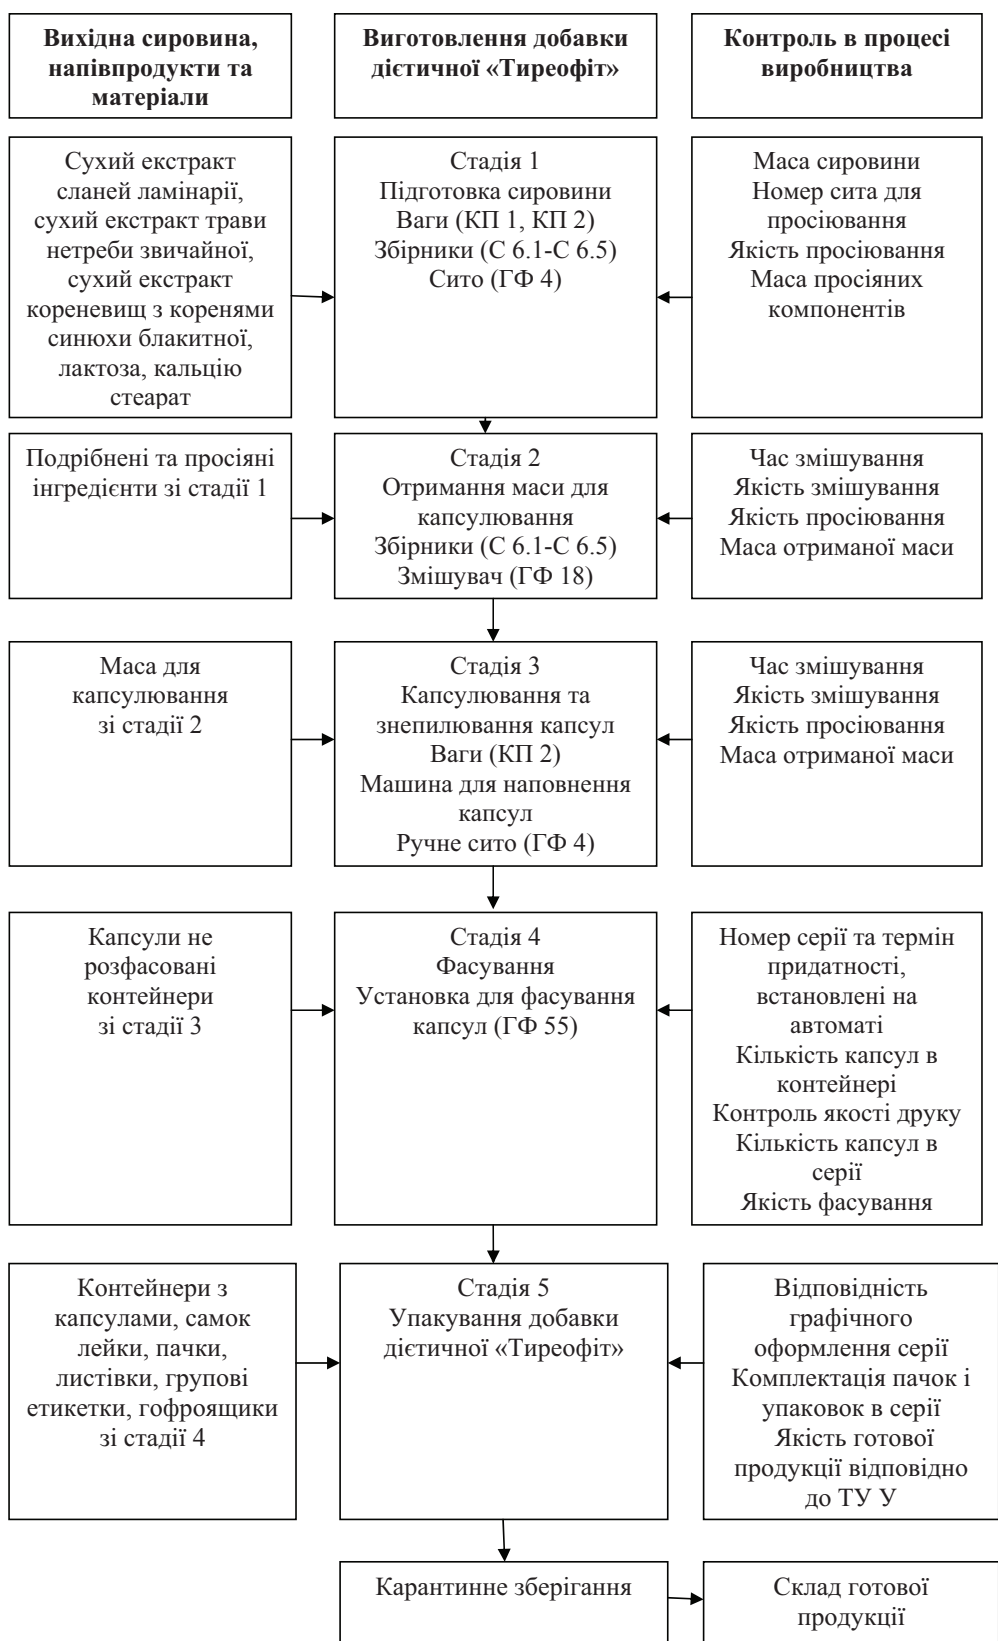 Вихідна сировина,
напівпродукти та
матеріали
Виготовлення добавки
дієтичної «Тиреофіт»
Контроль в процесі
виробництва
Сухий екстракт
сланей ламінарії,
сухий екстракт трави
нетреби звичайної,
сухий екстракт
кореневищ з коренями
синюхи блакитної,
лактоза, кальцію
стеарат
Стадія 1
Підготовка сировини
Ваги (КП 1, КП 2)
Збірники (С 6.1-С 6.5)
Сито (ГФ 4)
Маса сировини
Номер сита для
просіювання
Якість просіювання
Маса просіяних
компонентів
Подрібнені та просіяні
інгредієнти зі стадії 1
Стадія 2
Отримання маси для
капсулювання
Збірники (С 6.1-С 6.5)
Змішувач (ГФ 18)
Час змішування
Якість змішування
Якість просіювання
Маса отриманої маси
Маса для
капсулювання
зі стадії 2
Стадія 3
Капсулювання та
знепилювання капсул
Ваги (КП 2)
Машина для наповнення
капсул
Ручне сито (ГФ 4)
Час змішування
Якість змішування
Якість просіювання
Маса отриманої маси
Капсули не
розфасовані
контейнери
зі стадії 3
Стадія 4
Фасування
Установка для фасування
капсул (ГФ 55)
Номер серії та термін
придатності,
встановлені на
автоматі
Кількість капсул в
контейнері
Контроль якості друку
Кількість капсул в
серії
Якість фасування
Контейнери з
капсулами, самок
лейки, пачки,
листівки, групові
етикетки, гофроящики
зі стадії 4
Стадія 5
Упакування добавки
дієтичної «Тиреофіт»
Відповідність
графічного
оформлення серії
Комплектація пачок і
упаковок в серії
Якість готової
продукції відповідно
до ТУ У
Карантинне зберігання
Склад готової
продукції